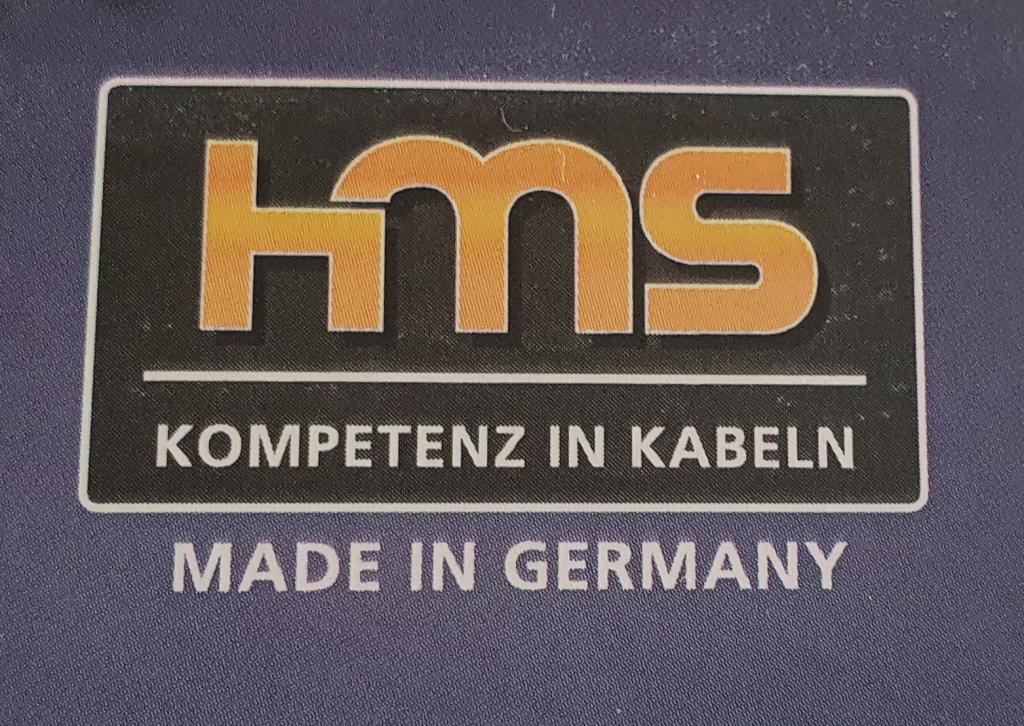 hms
KOMPETENZ IN KABELN
MADE IN GERMANY